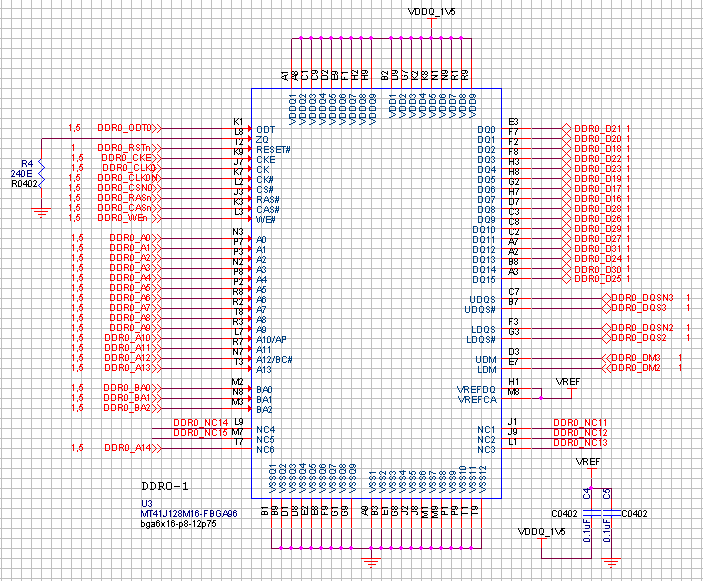 VDDQ_1V5
A1 A8 C1 C9 D2 E9 F1 H2 H9 B2 D9 G7 K2 K8 N1 N9 R1 R9
VDDQ1 VDDQ2 VDDQ3 VDDQ4 VDDQ5 VDDQ6 VDDQ7 VDDQ8 VDDQ9 VDD1 VDD2 VDD3 VDD4 VDD5 VDD6 VDD7 VDD8 VDD9
1,5 DDR0_ODT0 K1 ODT DQ0 E3 DDR0_D21 1
L8 ZQ DQ1 F7 DDR0_D20 1
1 DDR0_RSTn T2 RESET# DQ2 F2 DDR0_D18 1
1,5 DDR0_CKE K9 CKE DQ3 F8 DDR0_D22 1
1,5 DDR0_CLK0 J7 CK DQ4 H3 DDR0_D23 1
1,5 DDR0_CLK0N K7 CK# DQ5 H8 DDR0_D19 1
1,5 DDR0_CSN0 L2 CS# DQ6 G2 DDR0_D17 1
1,5 DDR0_RASn J3 RAS# DQ7 H7 DDR0_D16 1
1,5 DDR0_CASn K3 CAS# DQ8 D7 DDR0_D28 1
1,5 DDR0_WEn L3 WE# DQ9 C3 DDR0_D26 1
R4
240E
R0402
DQ10 C8 DDR0_D29 1
1,5 DDR0_A0 N3 A0 DQ11 C2 DDR0_D27 1
1,5 DDR0_A1 P7 A1 DQ12 A7 DDR0_D31 1
1,5 DDR0_A2 P3 A2 DQ13 A2 DDR0_D24 1
1,5 DDR0_A3 N2 A3 DQ14 B8 DDR0_D30 1
1,5 DDR0_A4 P8 A4 DQ15 A3 DDR0_D25 1
1,5 DDR0_A5 P2 A5
1,5 DDR0_A6 R8 A6 UDQS C7 DDR0_DQSN3 1
1,5 DDR0_A7 R2 A7 UDQS# B7 DDR0_DQS3 1
1,5 DDR0_A8 T8 A8
1,5 DDR0_A9 R3 A9 LDQS F3 DDR0_DQSN2 1
1,5 DDR0_A10 L7 A10/AP LDQS# G3 DDR0_DQS2 1
1,5 DDR0_A11 R7 A11
1,5 DDR0_A12 N7 A12/BC# UDM D3 DDR0_DM3 1
1,5 DDR0_A13 T3 A13 LDM E7 DDR0_DM2 1
1,5 DDR0_BA0 M2 BA0 VREFDQ H1 VREF
1,5 DDR0_BA1 N8 BA1 VREFCA M8
1,5 DDR0_BA2 M3 BA2
DDR0_NC14 L9 NC4 NC1 J1 DDR0_NC11
DDR0_NC15 M7 NC5 NC2 J9 DDR0_NC12
1,5 DDR0_A14 T7 NC6 NC3 L1 DDR0_NC13
VSSQ1 VSSQ2 VSSQ3 VSSQ4 VSSQ5 VSSQ6 VSSQ7 VSSQ8 VSSQ9 VSS1 VSS2 VSS3 VSS4 VSS5 VSS6 VSS7 VSS8 VSS9 VSS10 VSS11 VSS12
B1 B9 D1 D8 E2 E8 F9 G1 G9 A9 B3 E1 G8 J2 J8 M1 M9 P1 P9 T1 T9
DDR0-1
U3
MT41J128M16-FBGA96
bga6x16-p8-12p75
VREF
C4 C5
C0402 C0402
0.1uF 0.1uF
VDDQ_1V5